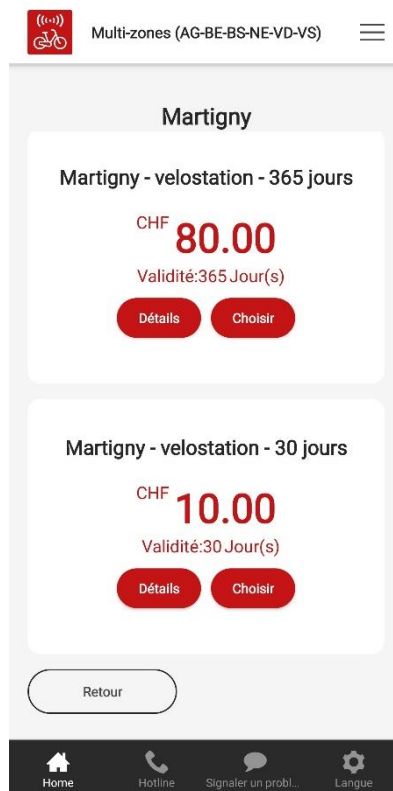 Multi-zones (AG-BE-BS-NE-VD-VS)
Martigny
Martigny - velostation - 365 jours
CHF 80.00
Validité:365 Jour(s)
Détails Choisir
Martigny - velostation - 30 jours
CHF 10.00
Validité:30 Jour(s)
Détails Choisir
Retour
Home Hotline Signaler un probl... Langue